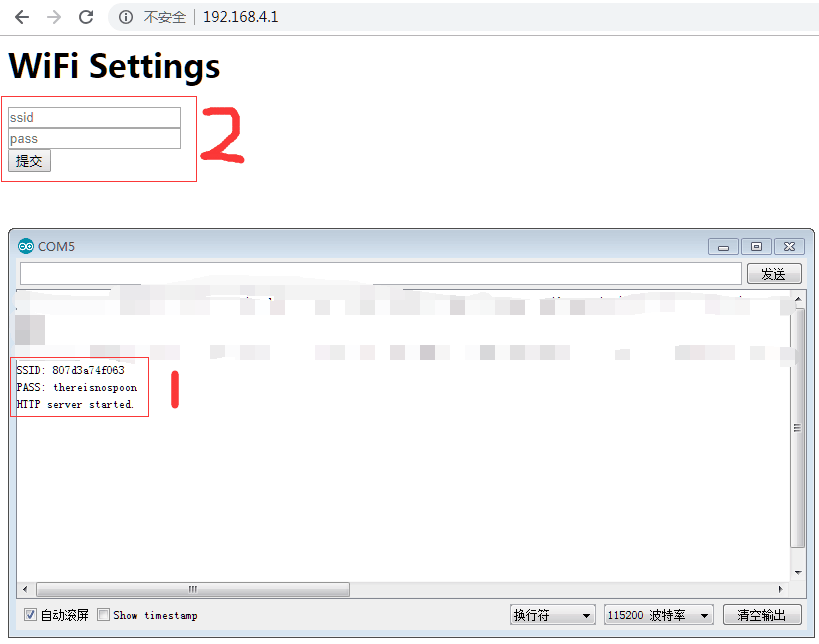 不安全 192.168.4.1
WiFi Settings
ssid
pass
提交
2
COM5
发送
SSID: 807d3a74f063
PASS: thereisnospoon
HTTP server started.
1
自动滚屏 Show timestamp 换行符 115200 波特率 清空输出